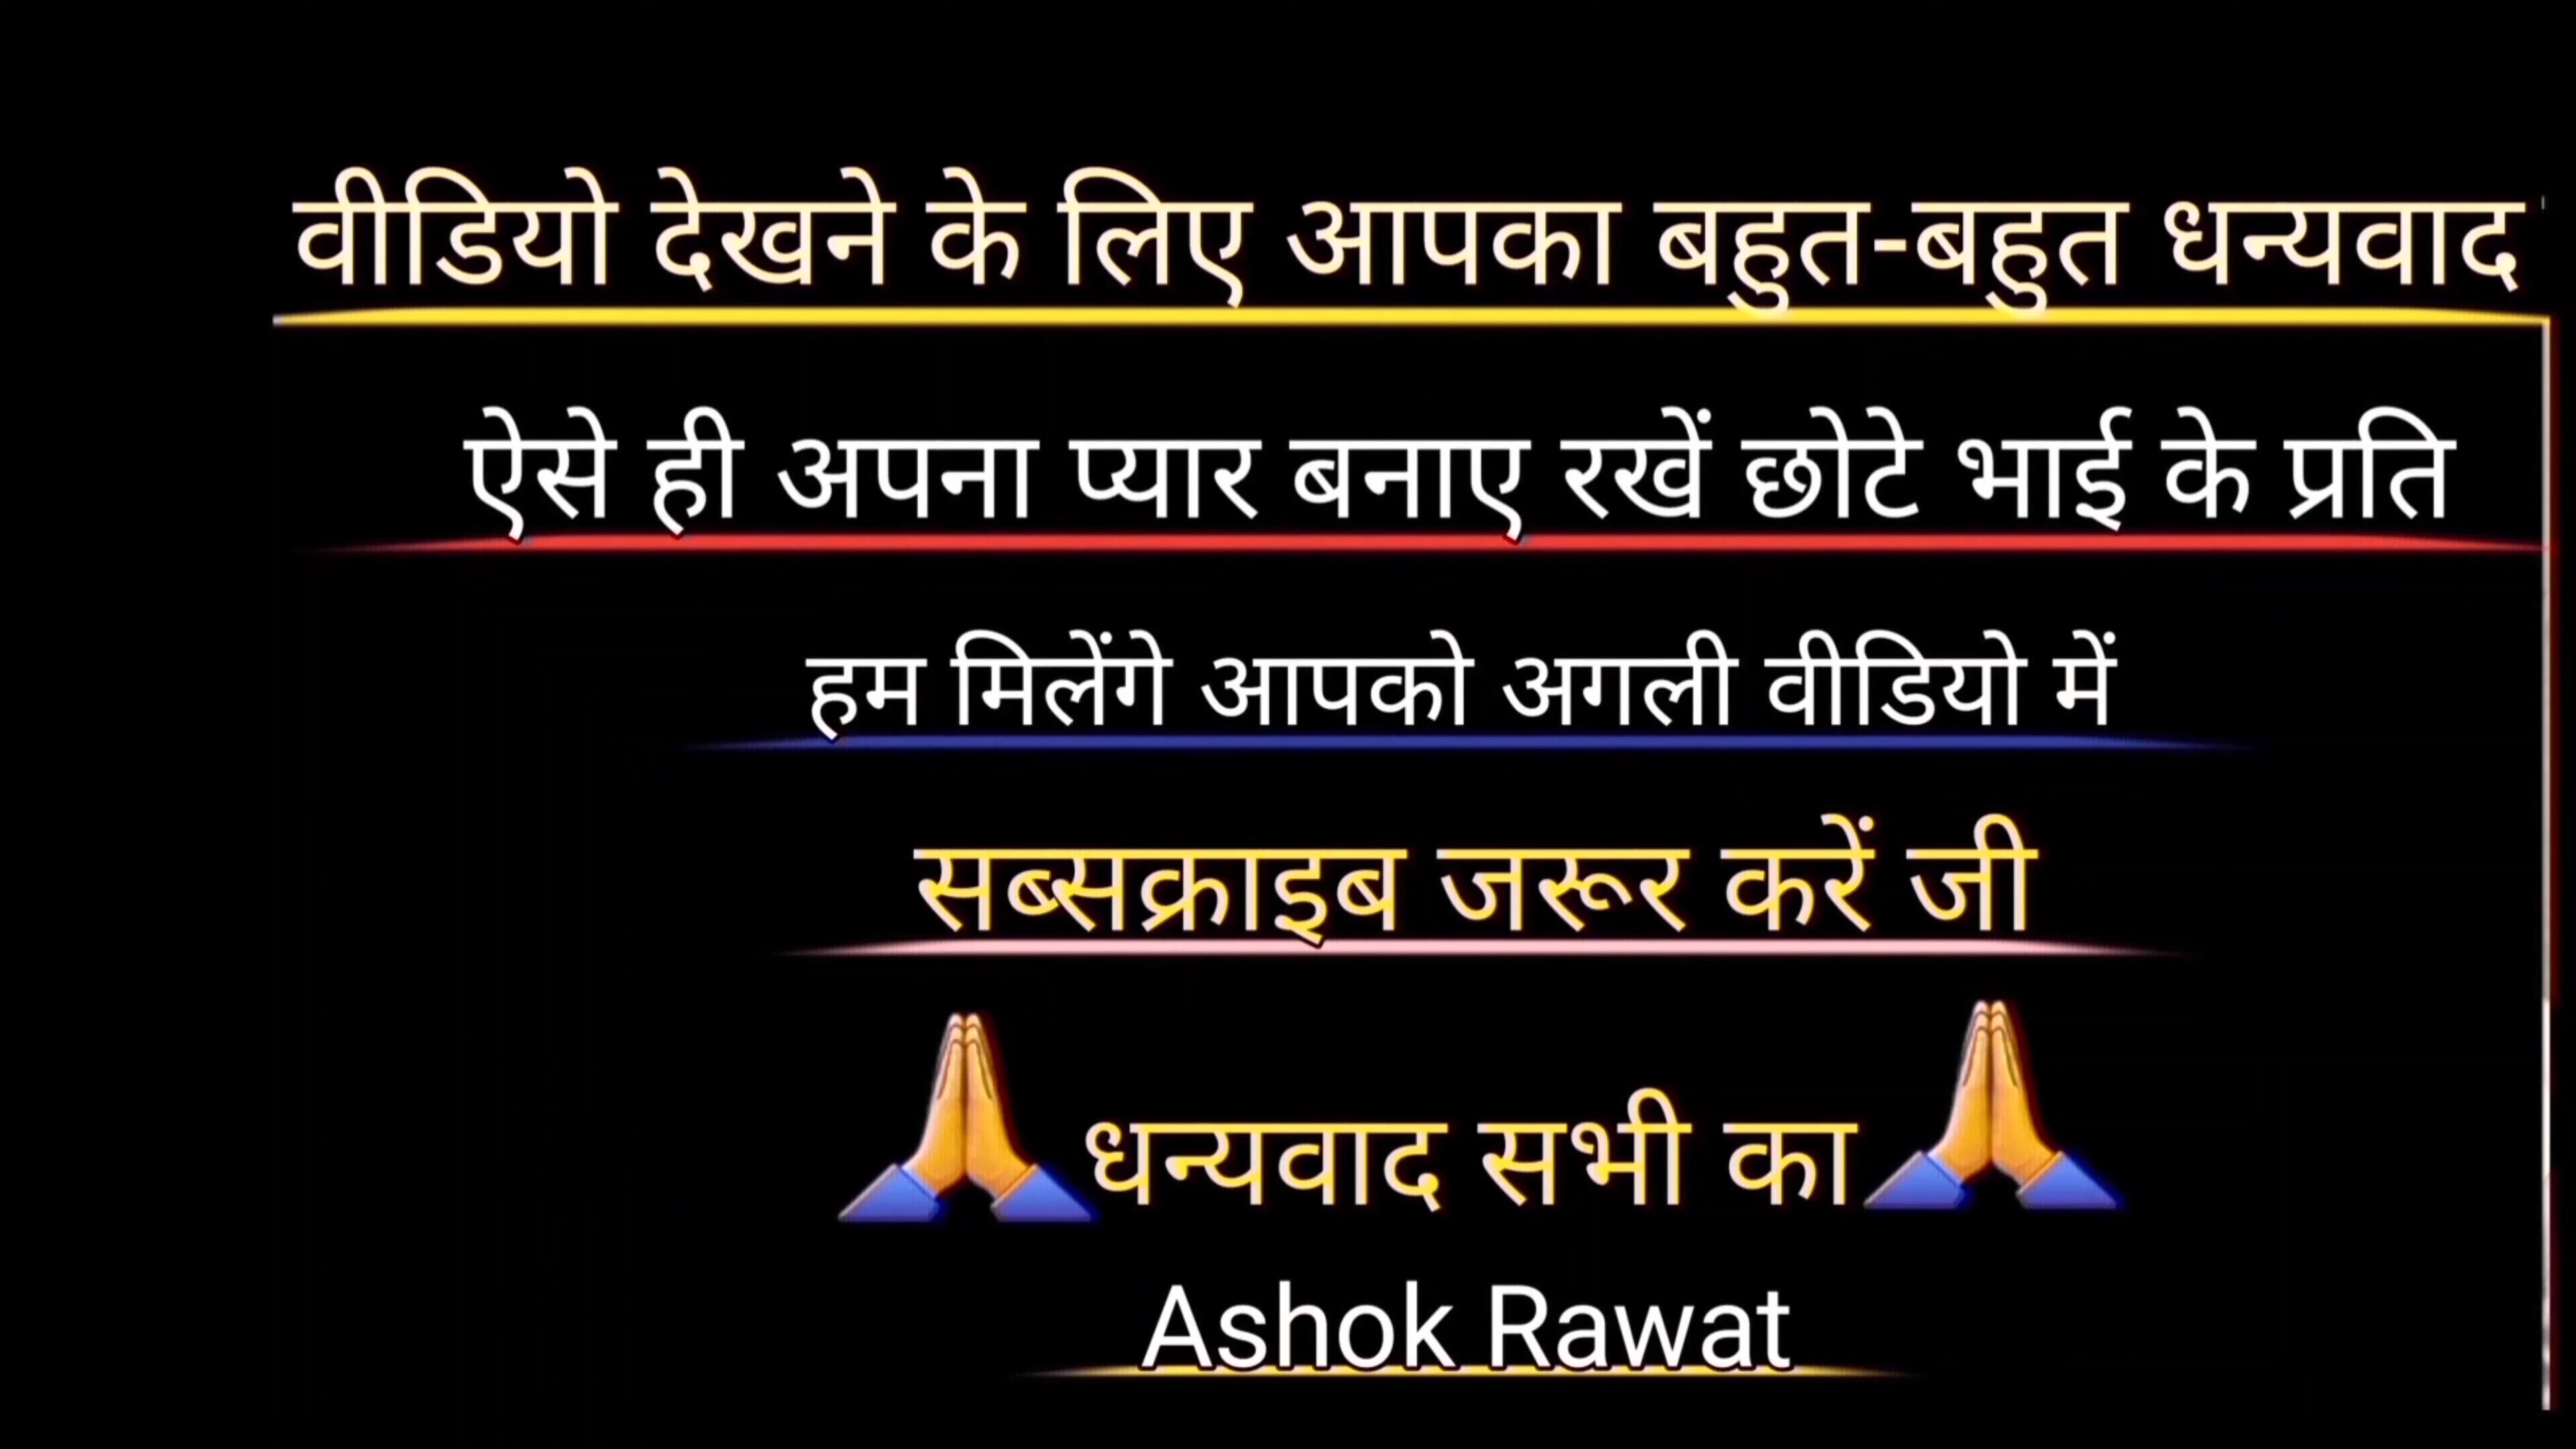 वीडियो देखने के लिए आपका बहुत-बहुत धन्यवाद
ऐसे ही अपना प्यार बनाए रखें छोटे भाई के प्रति
हम मिलेंगे आपको अगली वीडियो में
सब्सक्राइब जरूर करें जी
🙏धन्यवाद सभी का🙏
Ashok Rawat